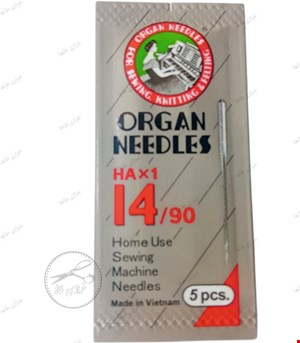 ORGAN NEEDLES
FOR SEWING, KNITTING & FELTING
ORGAN
NEEDLES
HA×1
14/90
Home Use
Sewing
Machine
Needles
Made in Vietnam
5 pcs.